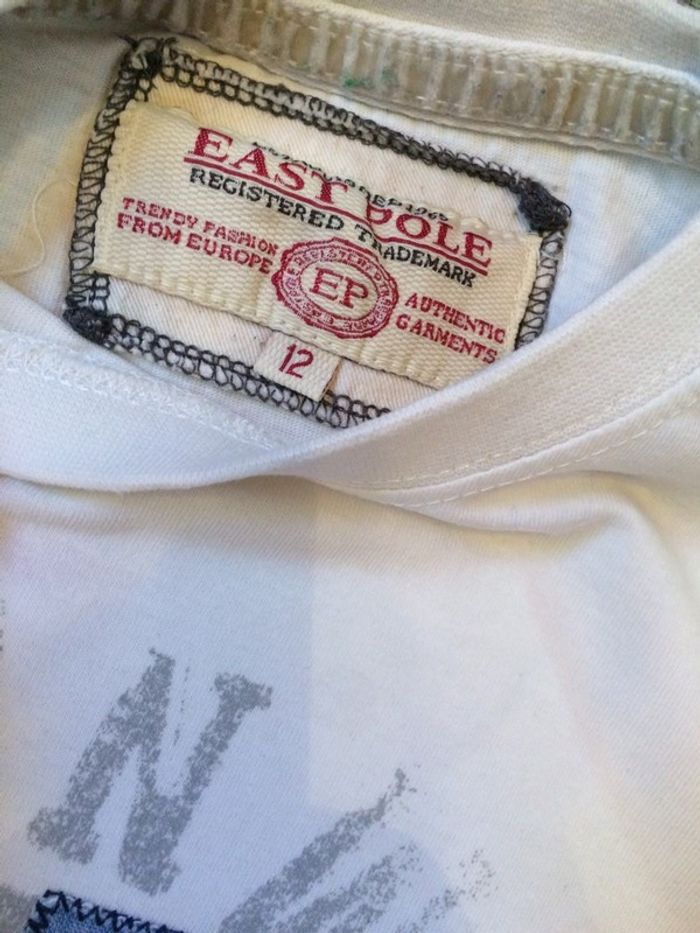 EAST POLE
REGISTERED TRADEMARK
TRENDY FASHION
FROM EUROPE
EP
AUTHENTIC
GARMENTS
12
N